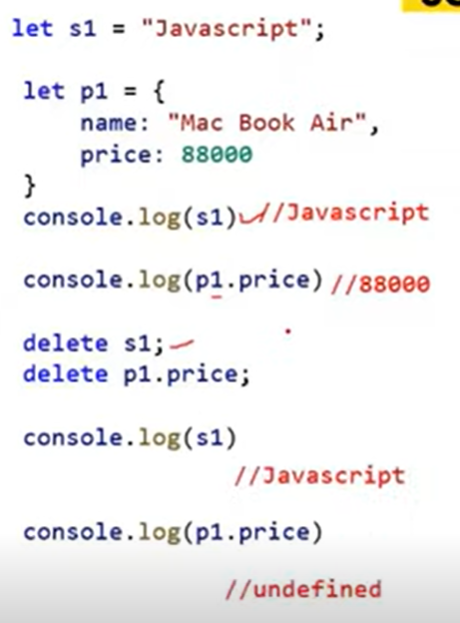 let s1 = "Javascript";
let p1 = {
name: "Mac Book Air",
price: 88000
}
console.log(s1) //Javascript
console.log(p1.price) //88000
delete s1;
delete p1.price;
console.log(s1)
//Javascript
console.log(p1.price)
//undefined